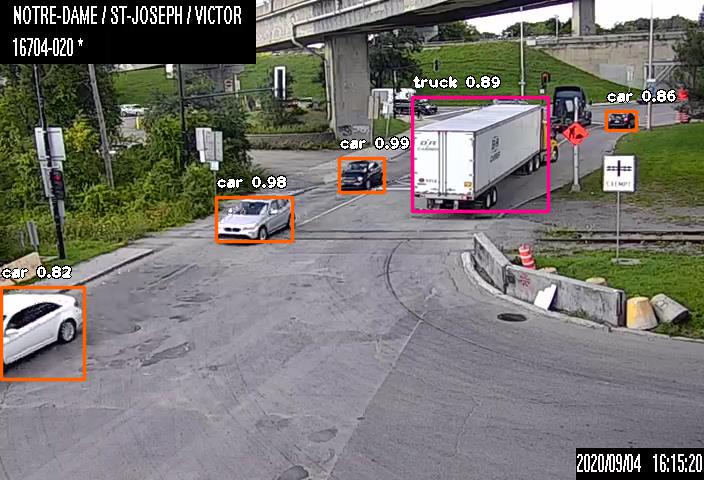 NOTRE-DAME / ST-JOSEPH / VICTOR
16704-020 *
truck 0.89
car 0.86
car 0.99
car 0.98
EXEMPT
car 0.82
2020/09/04 16:15:20